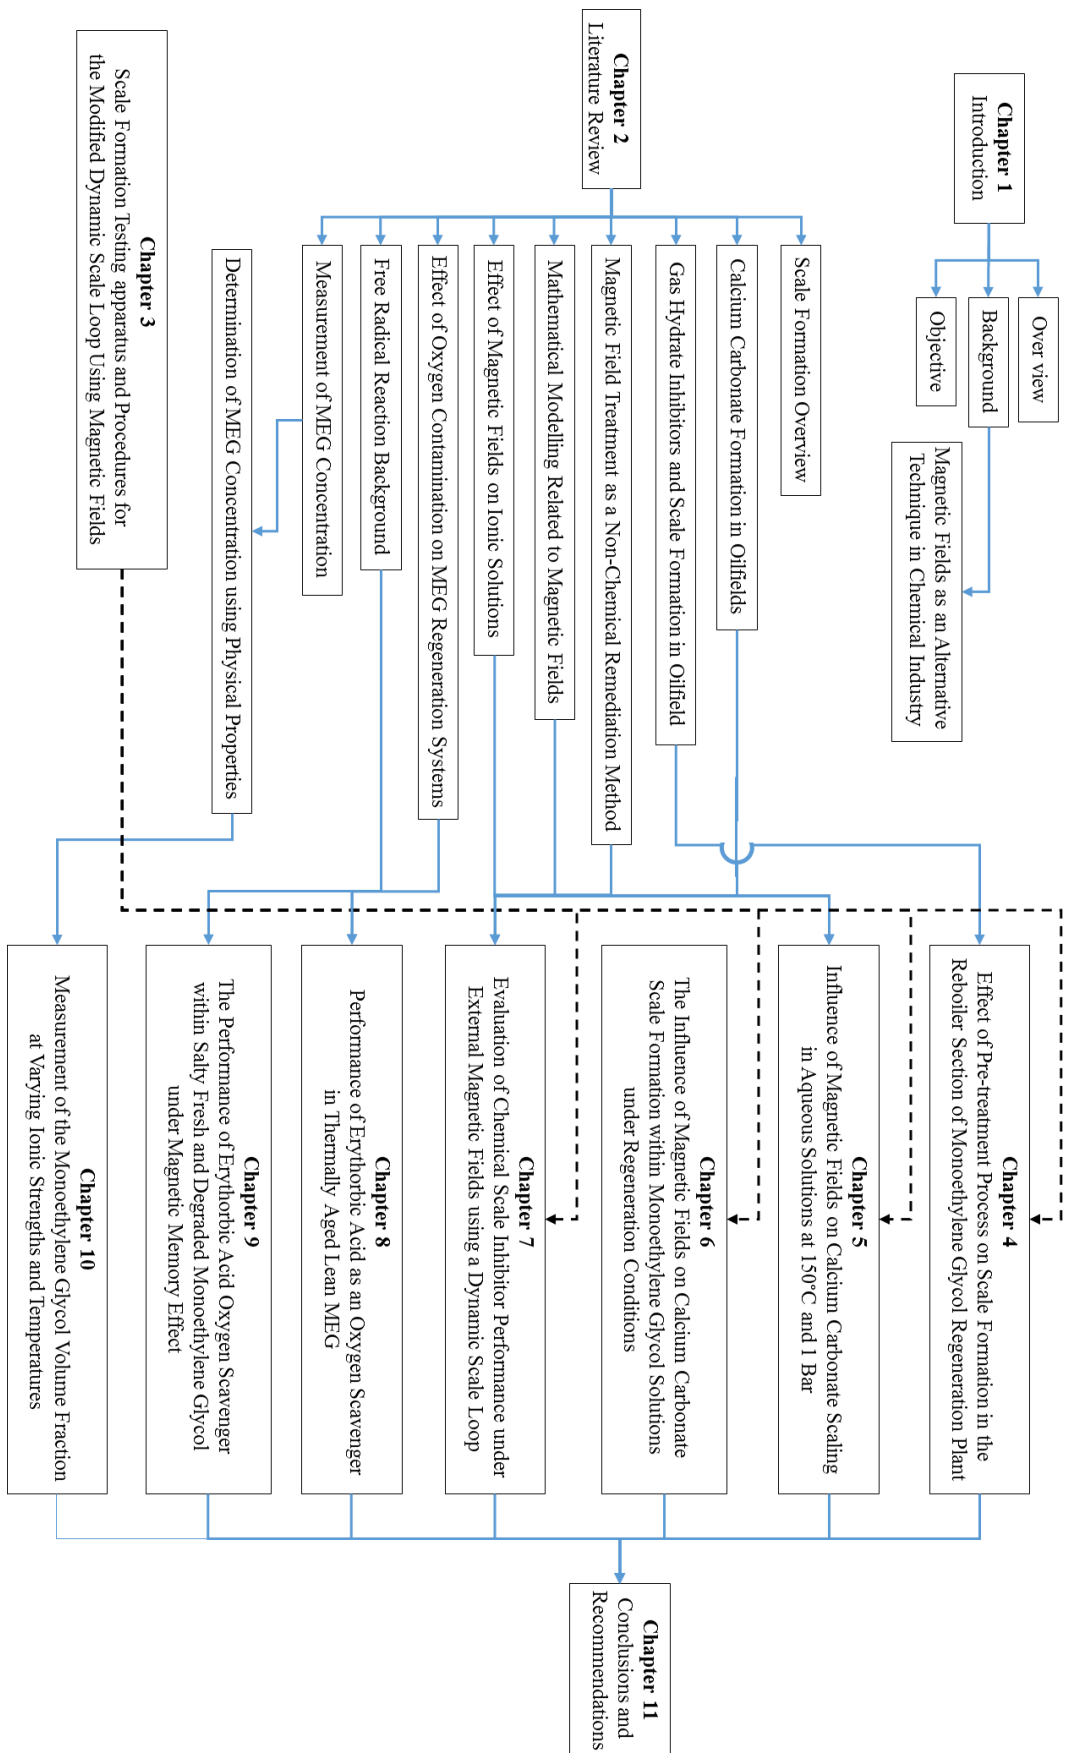 Chapter 1
Introduction
Over view
Background
Objective
Magnetic Fields as an Alternative
Technique in Chemical Industry
Chapter 2
Literature Review
Scale Formation Overview
Calcium Carbonate Formation in Oilfields
Gas Hydrate Inhibitors and Scale Formation in Oilfield
Magnetic Field Treatment as a Non-Chemical Remediation Method
Mathematical Modelling Related to Magnetic Fields
Effect of Magnetic Fields on Ionic Solutions
Effect of Oxygen Contamination on MEG Regeneration Systems
Free Radical Reaction Background
Measurement of MEG Concentration
Determination of MEG Concentration using Physical Properties
Chapter 3
Scale Formation Testing apparatus and Procedures for
the Modified Dynamic Scale Loop Using Magnetic Fields
Chapter 4
Effect of Pre-treatment Process on Scale Formation in the
Reboiler Section of Monoethylene Glycol Regeneration Plant
Chapter 5
Influence of Magnetic Fields on Calcium Carbonate Scaling
in Aqueous Solutions at 150°C and 1 Bar
Chapter 6
The Influence of Magnetic Fields on Calcium Carbonate
Scale Formation within Monoethylene Glycol Solutions
under Regeneration Conditions
Chapter 7
Evaluation of Chemical Scale Inhibitor Performance under
External Magnetic Fields using a Dynamic Scale Loop
Chapter 8
Performance of Erythorbic Acid as an Oxygen Scavenger
in Thermally Aged Lean MEG
Chapter 9
The Performance of Erythorbic Acid Oxygen Scavenger
within Salty Fresh and Degraded Monoethylene Glycol
under Magnetic Memory Effect
Chapter 10
Measurement of the Monoethylene Glycol Volume Fraction
at Varying Ionic Strengths and Temperatures
Chapter 11
Conclusions and
Recommendations